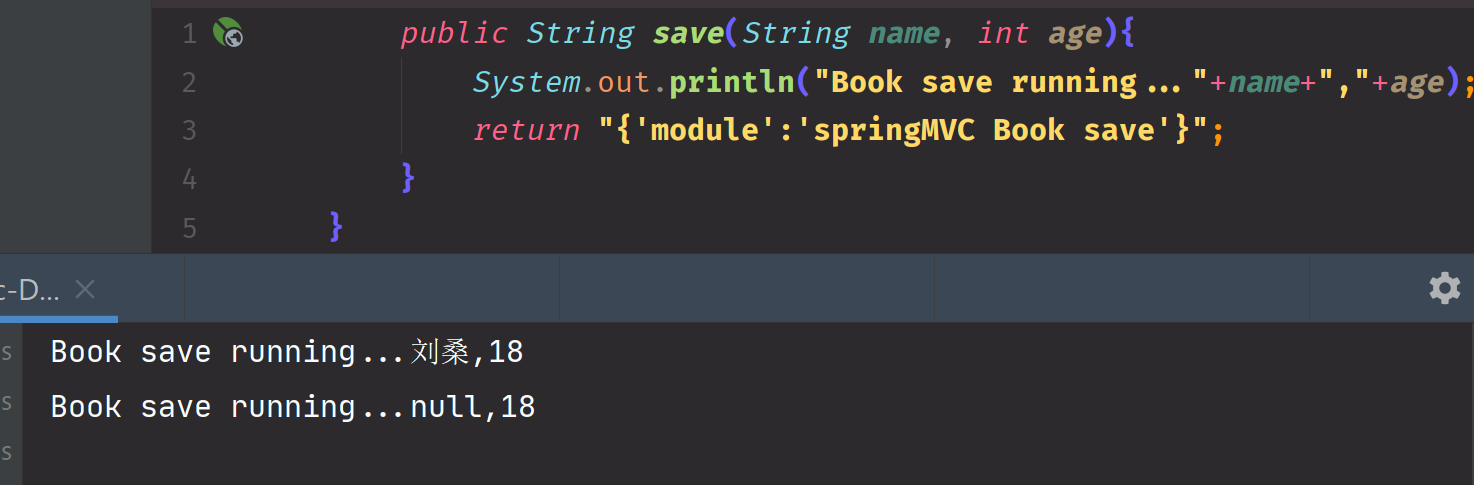 1 public String save(String name, int age){
2 System.out.println("Book save running..."+name+","+age);
3 return "{'module':'springMVC Book save'}";
4 }
5 }
c-D...
s Book save running...刘桑,18
s Book save running...null,18
s